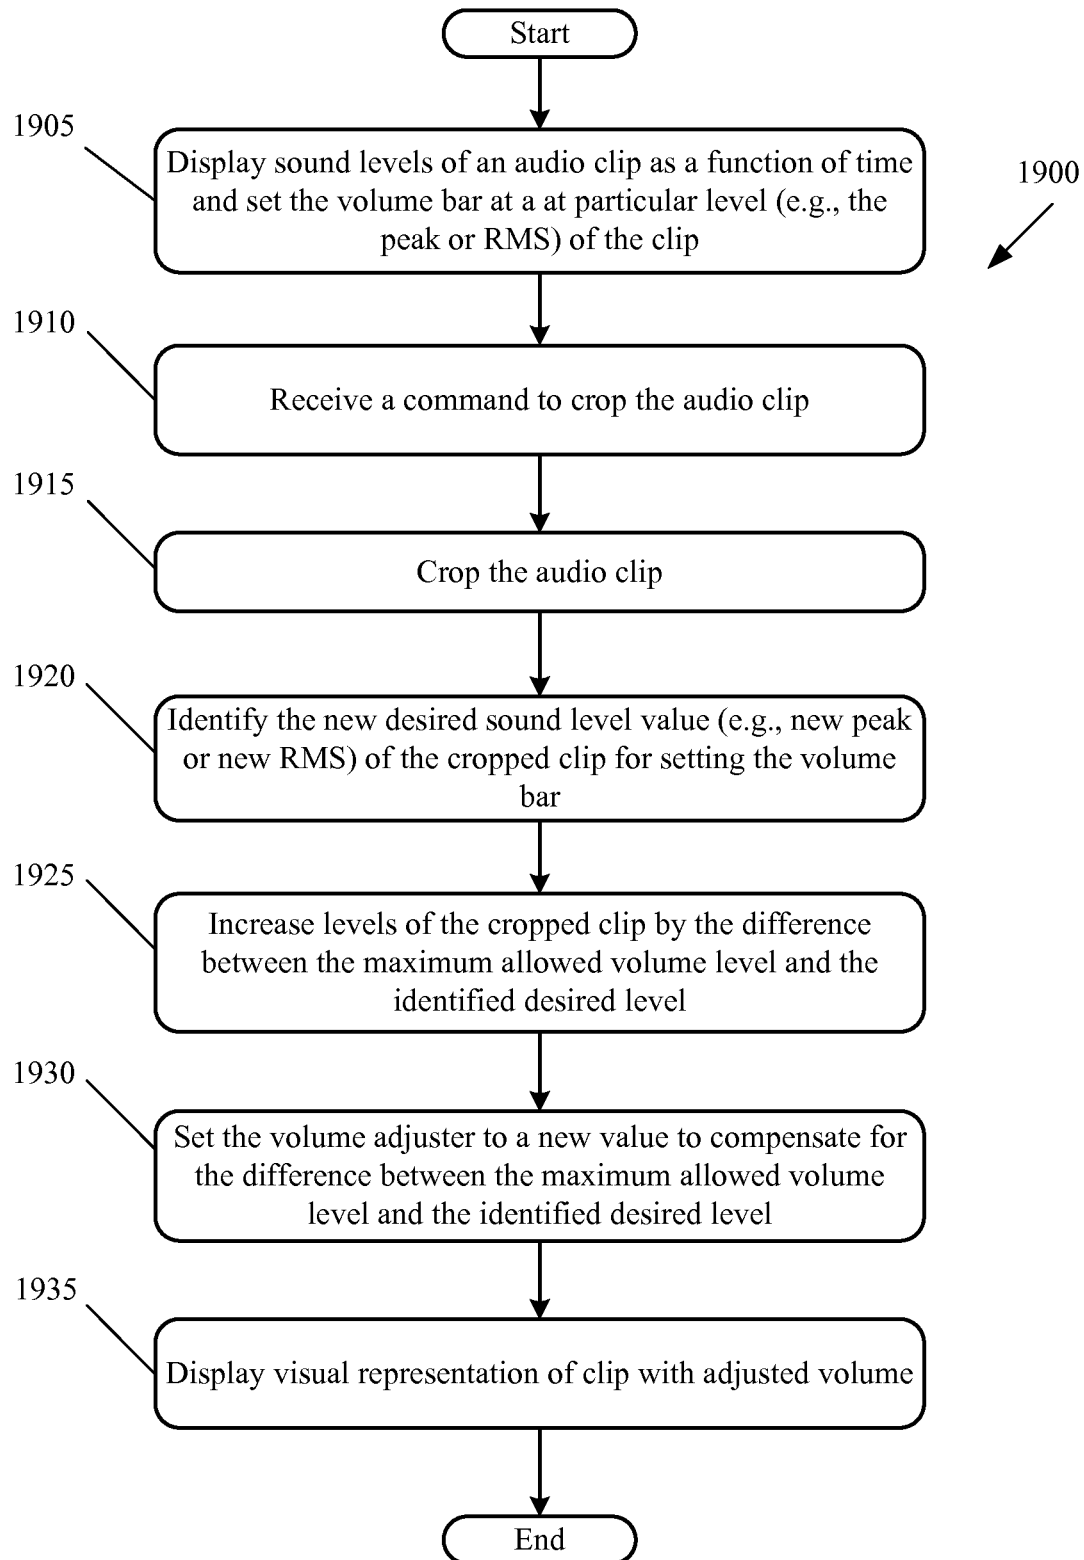 Start
1905
Display sound levels of an audio clip as a function of time
and set the volume bar at a at particular level (e.g., the
peak or RMS) of the clip
1900
1910
Receive a command to crop the audio clip
1915
Crop the audio clip
1920
Identify the new desired sound level value (e.g., new peak
or new RMS) of the cropped clip for setting the volume
bar
1925
Increase levels of the cropped clip by the difference
between the maximum allowed volume level and the
identified desired level
1930
Set the volume adjuster to a new value to compensate for
the difference between the maximum allowed volume
level and the identified desired level
1935
Display visual representation of clip with adjusted volume
End